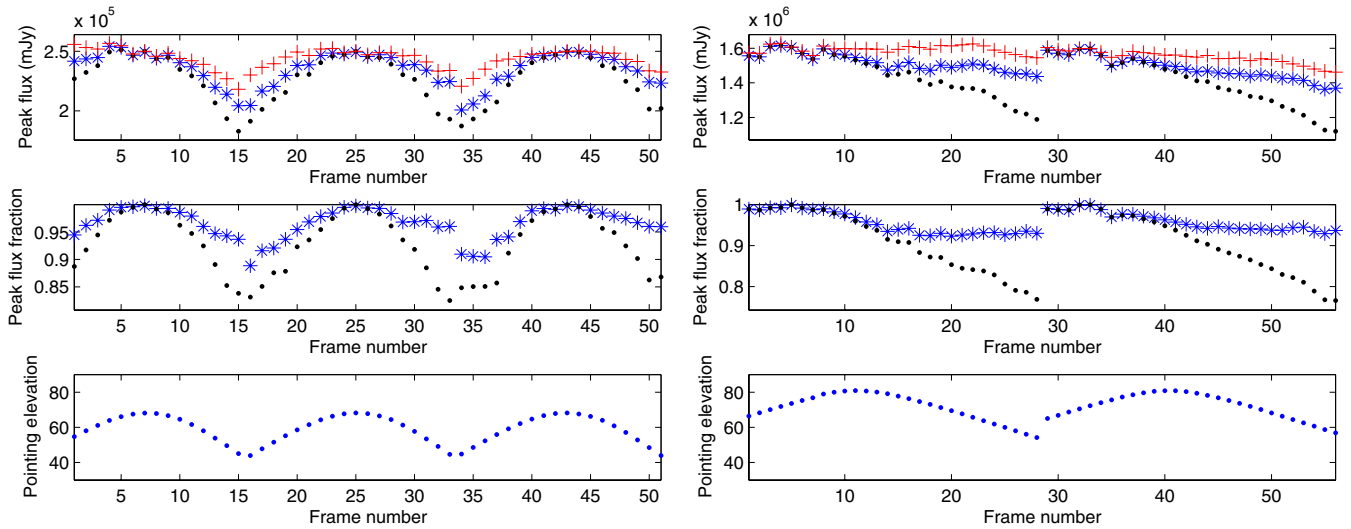 x 10^5
Peak flux (mJy)
2.5
2
5 10 15 20 25 30 35 40 45 50
Frame number
Peak flux fraction
0.95
0.9
0.85
5 10 15 20 25 30 35 40 45 50
Frame number
Pointing elevation
80
60
40
5 10 15 20 25 30 35 40 45 50
Frame number
x 10^6
Peak flux (mJy)
1.6
1.4
1.2
10 20 30 40 50
Frame number
Peak flux fraction
1
0.9
0.8
10 20 30 40 50
Frame number
Pointing elevation
80
60
40
10 20 30 40 50
Frame number